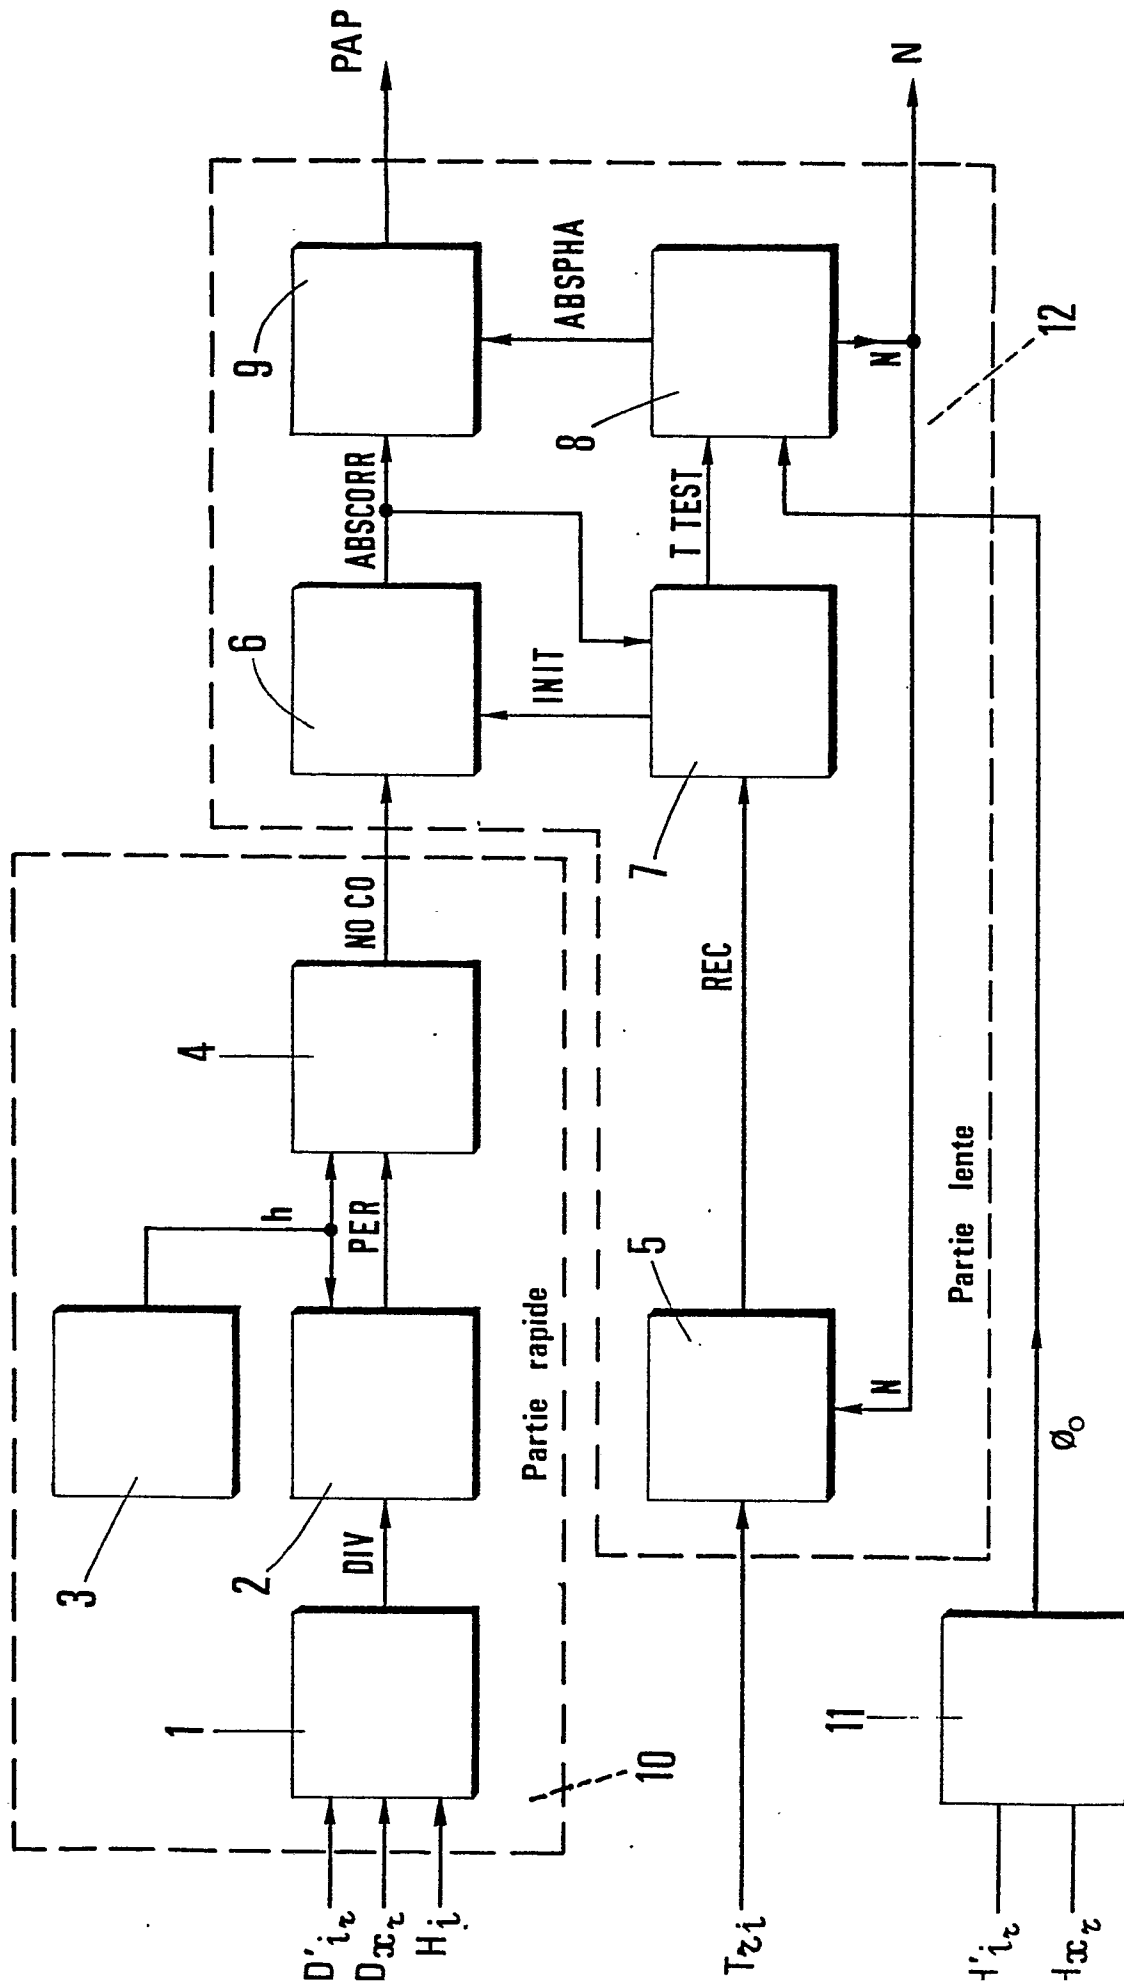 PAP
N
9
ABSPHA
8
N
12
ABSCORR
T TEST
6
INIT
7
NO CO
REC
4
h
PER
5
N
3
2
DIV
Partie rapide
Partie lente
Øo
1
10
11
D'ir
Dxr
Hi
Tri